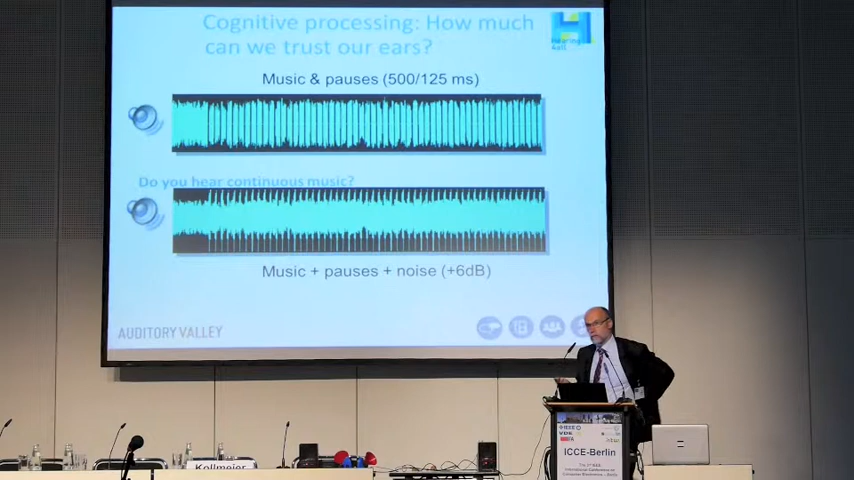 Cognitive processing: How much
can we trust our ears?
Music & pauses (500/125 ms)
Do you hear continuous music?
Music + pauses + noise (+6dB)
AUDITORY VALLEY
Kollmeier
ICCE-Berlin